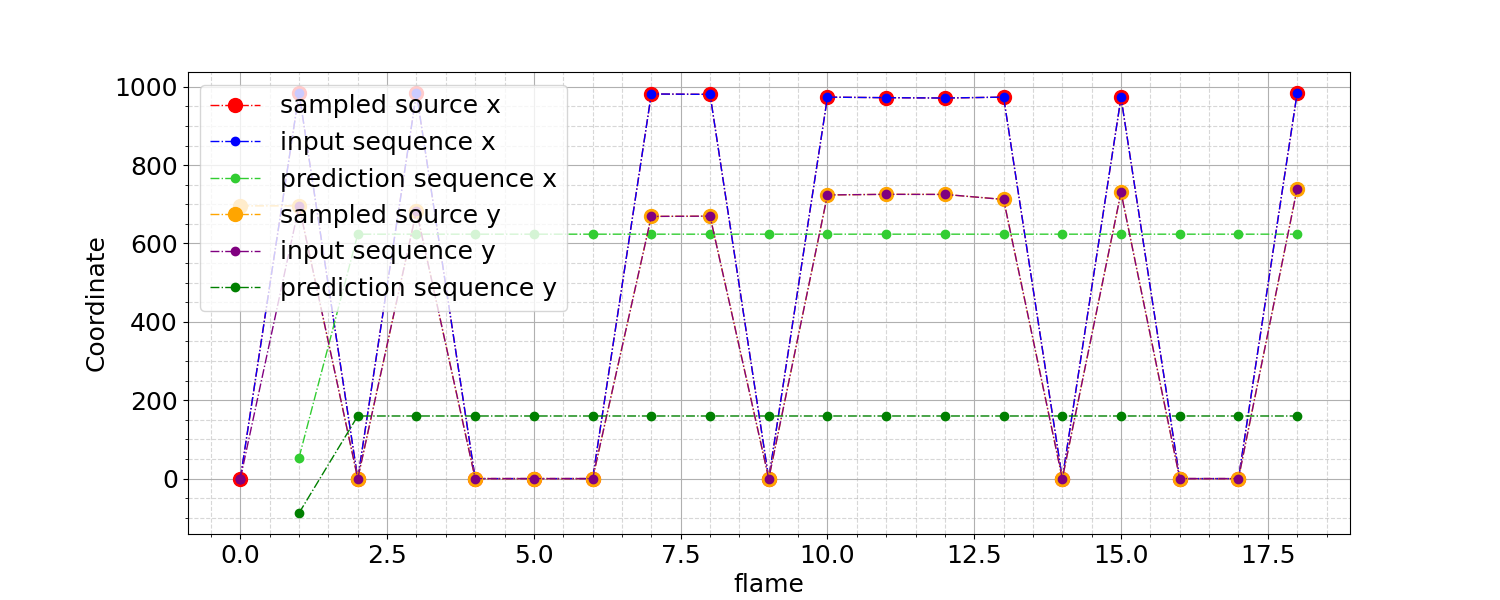 1000
800
600
400
200
0
Coordinate
sampled source x
input sequence x
prediction sequence x
sampled source y
input sequence y
prediction sequence y
0.0 2.5 5.0 7.5 10.0 12.5 15.0 17.5
flame